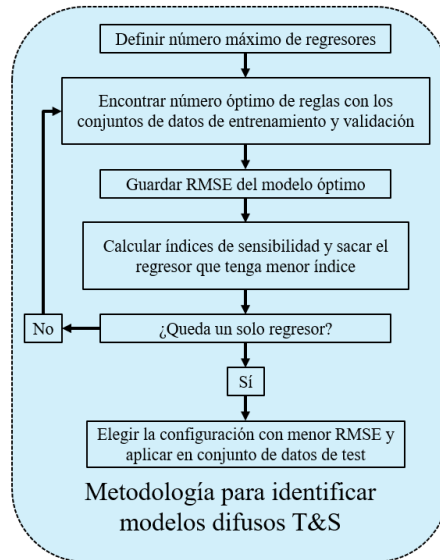 Definir número máximo de regresores
Encontrar número óptimo de reglas con los
conjuntos de datos de entrenamiento y validación
Guardar RMSE del modelo óptimo
Calcular índices de sensibilidad y sacar el
regresor que tenga menor índice
No
¿Queda un solo regresor?
Sí
Elegir la configuración con menor RMSE y
aplicar en conjunto de datos de test
Metodología para identificar
modelos difusos T&S